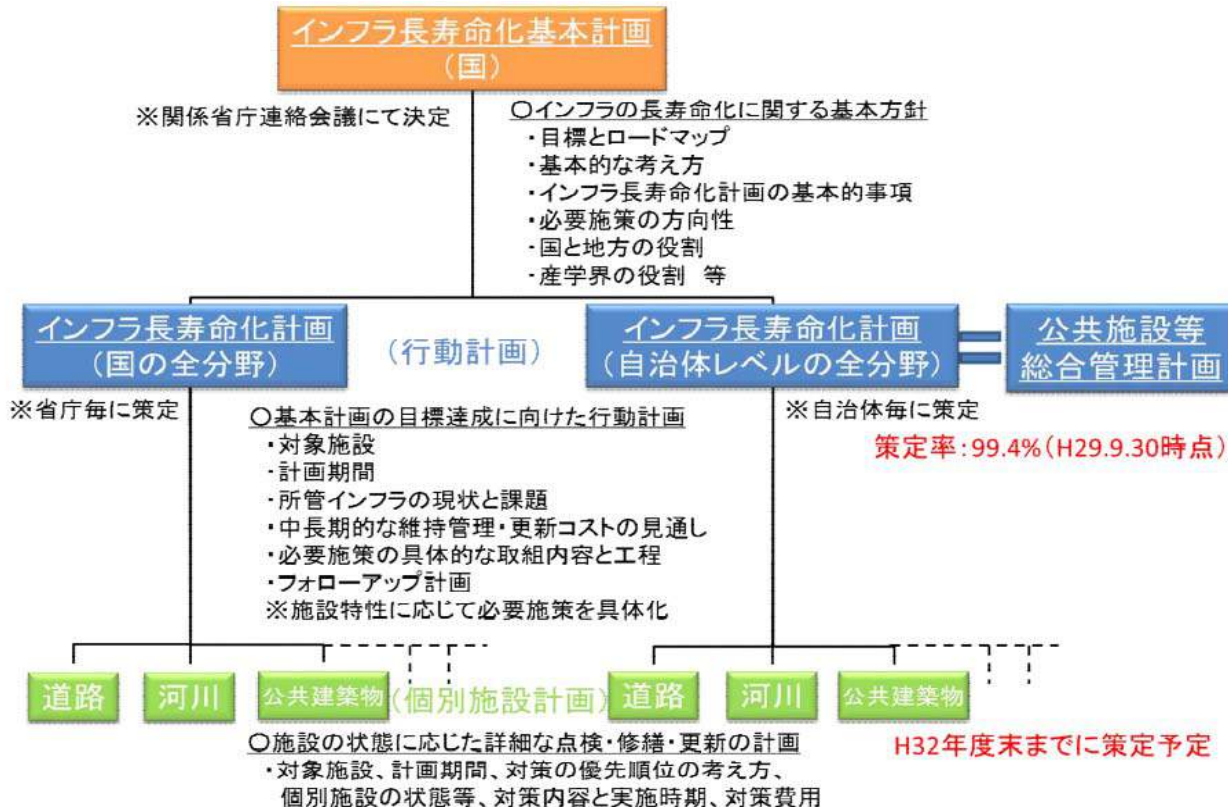 インフラ長寿命化基本計画
(国)
※関係省庁連絡会議にて決定
○インフラの長寿命化に関する基本方針
・目標とロードマップ
・基本的な考え方
・インフラ長寿命化計画の基本的事項
・必要施策の方向性
・国と地方の役割
・産学界の役割 等
インフラ長寿命化計画
(国の全分野)
(行動計画)
インフラ長寿命化計画
(自治体レベルの全分野)
公共施設等
総合管理計画
※省庁毎に策定
※自治体毎に策定
策定率:99.4%(H29.9.30時点)
○基本計画の目標達成に向けた行動計画
・対象施設
・計画期間
・所管インフラの現状と課題
・中長期的な維持管理・更新コストの見通し
・必要施策の具体的な取組内容と工程
・フォローアップ計画
※施設特性に応じて必要施策を具体化
道路
河川
公共建築物
(個別施設計画)
道路
河川
公共建築物
○施設の状態に応じた詳細な点検・修繕・更新の計画
・対象施設、計画期間、対策の優先順位の考え方、
個別施設の状態等、対策内容と実施時期、対策費用
H32年度末までに策定予定